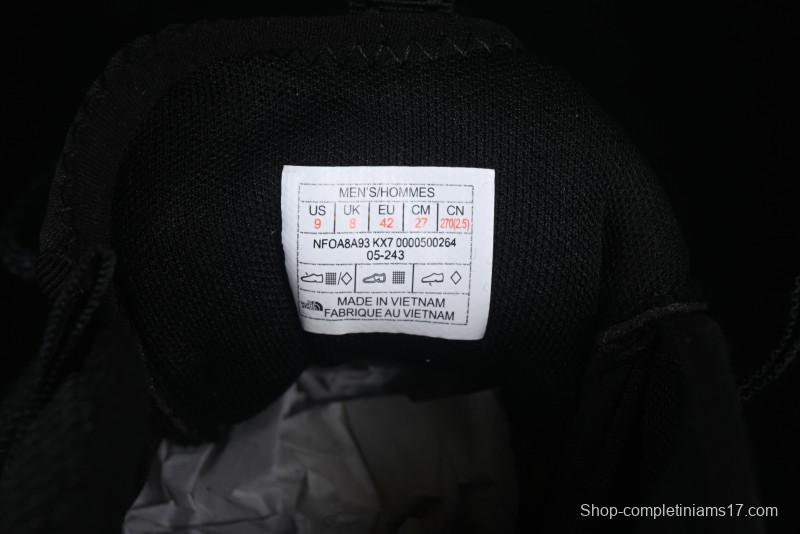 MEN'S/HOMMES
US UK EU CM CN
9 8 42 27 270(2.5)
NFOA8A93 KX7 0000500264
05-243
MADE IN VIETNAM
FABRIQUE AU VIETNAM
Shop-completiniams17.com